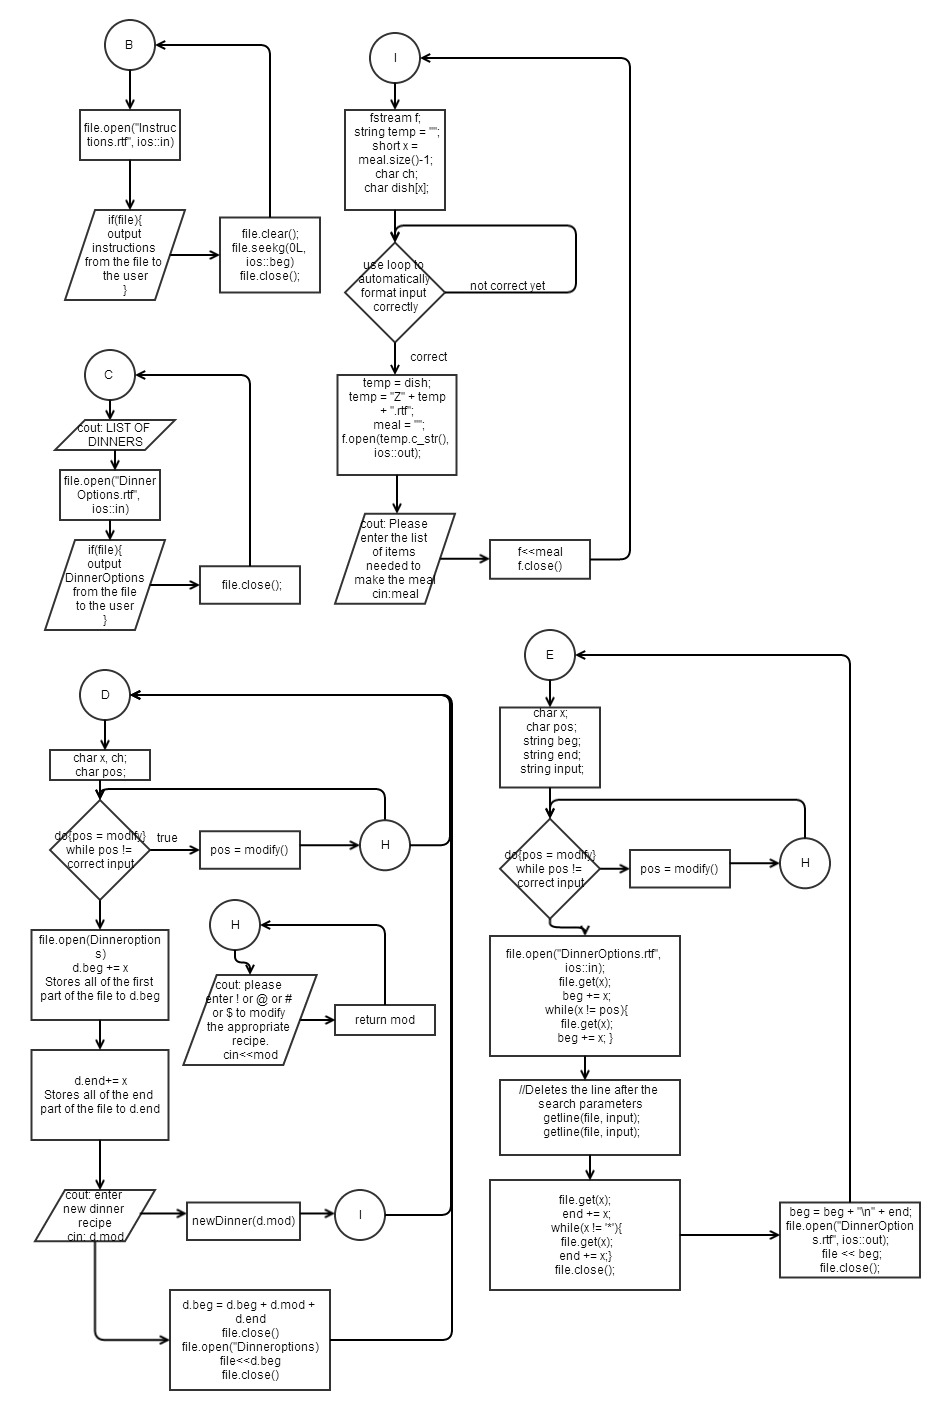 B
file.open("Instruc
tions.rtf", ios::in)
if(file){
output
instructions
from the file to
the user
}
file.clear();
file.seekg(0L,
ios::beg)
file.close();
I
fstream f;
string temp = "";
short x =
meal.size()-1;
char ch;
char dish[x];
use loop to
automatically
format input
correctly
not correct yet
correct
temp = dish;
temp = "Z" + temp
+ ".rtf";
meal = "";
f.open(temp.c_str(),
ios::out);
cout: Please
enter the list
of items
needed to
make the meal
cin:meal
f<<meal
f.close()
C
cout: LIST OF
DINNERS
file.open("Dinner
Options.rtf",
ios::in)
if(file){
output
DinnerOptions
from the file
to the user
}
file.close();
D
char x, ch;
char pos;
do{pos = modify}
while pos !=
correct input
true
pos = modify()
H
file.open(Dinneroption
s)
d.beg += x
Stores all of the first
part of the file to d.beg
d.end+= x
Stores all of the end
part of the file to d.end
cout: enter
new dinner
recipe
cin: d.mod
newDinner(d.mod)
I
d.beg = d.beg + d.mod +
d.end
file.close()
file.open("Dinneroptions)
file<<d.beg
file.close()
H
cout: please
enter ! or @ or #
or $ to modify
the appropriate
recipe.
cin<<mod
return mod
E
char x;
char pos;
string beg;
string end;
string input;
do{pos = modify}
while pos !=
correct input
pos = modify()
H
file.open("DinnerOptions.rtf",
ios::in);
file.get(x);
beg += x;
while(x != pos){
file.get(x);
beg += x; }
//Deletes the line after the
search parameters
getline(file, input);
getline(file, input);
file.get(x);
end += x;
while(x != '*'){
file.get(x);
end += x;}
file.close();
beg = beg + "\n" + end;
file.open("DinnerOption
s.rtf", ios::out);
file << beg;
file.close();